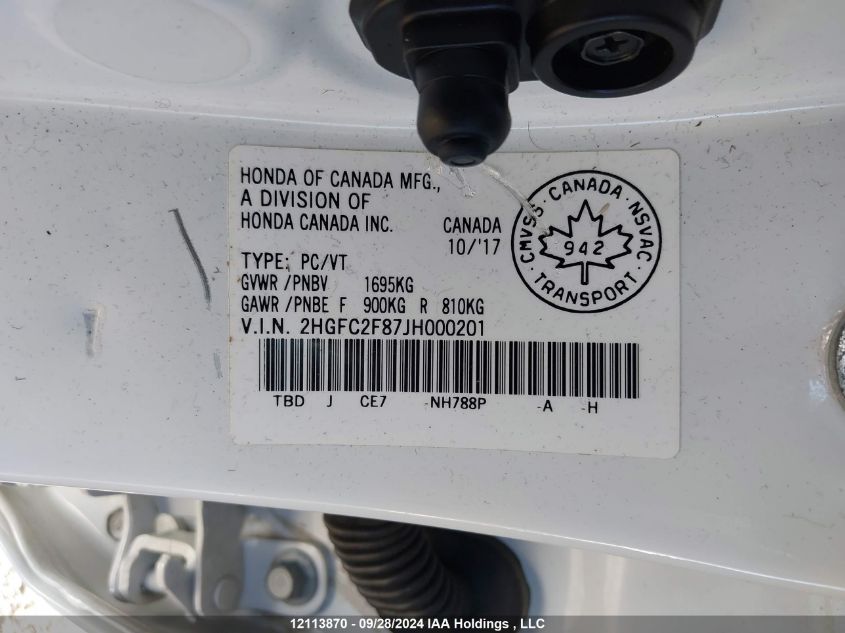 HONDA OF CANADA MFG.,
A DIVISION OF
HONDA CANADA INC. CANADA
10/'17
TYPE: PC/VT
GVWR /PNBV 1695KG
GAWR /PNBE F 900KG R 810KG
V.I.N. 2HGFC2F87JH000201
TBD J CE7 -NH788P -A -H
CMVSS · CANADA · NSVAC
942
· TRANSPORT ·
12113870 - 09/28/2024 IAA Holdings , LLC